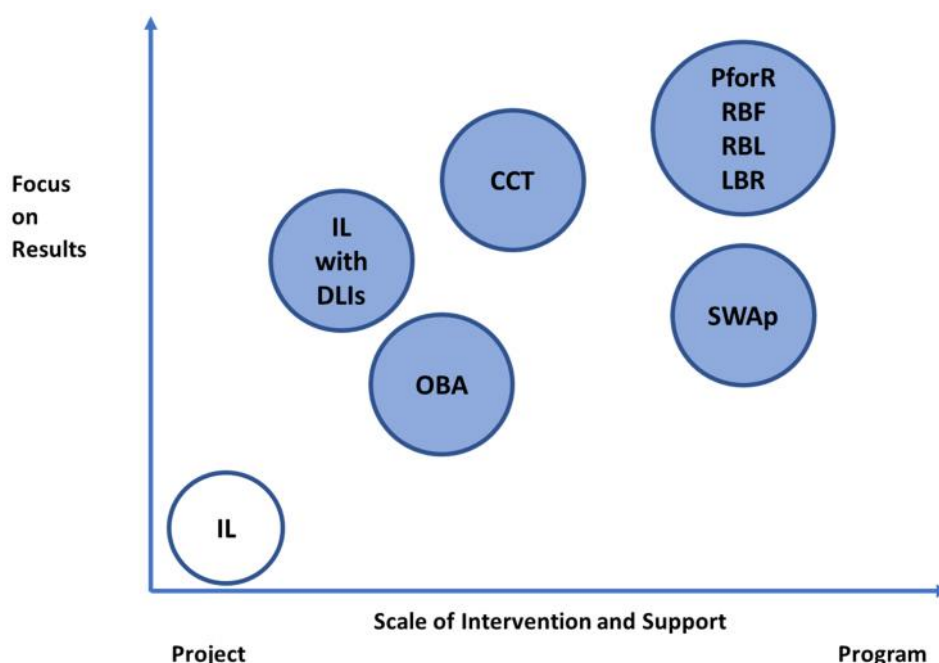 PforR
RBF
RBL
LBR
CCT
Focus
on
Results
IL
with
DLIs
SWAp
OBA
IL
Scale of Intervention and Support
Project
Program